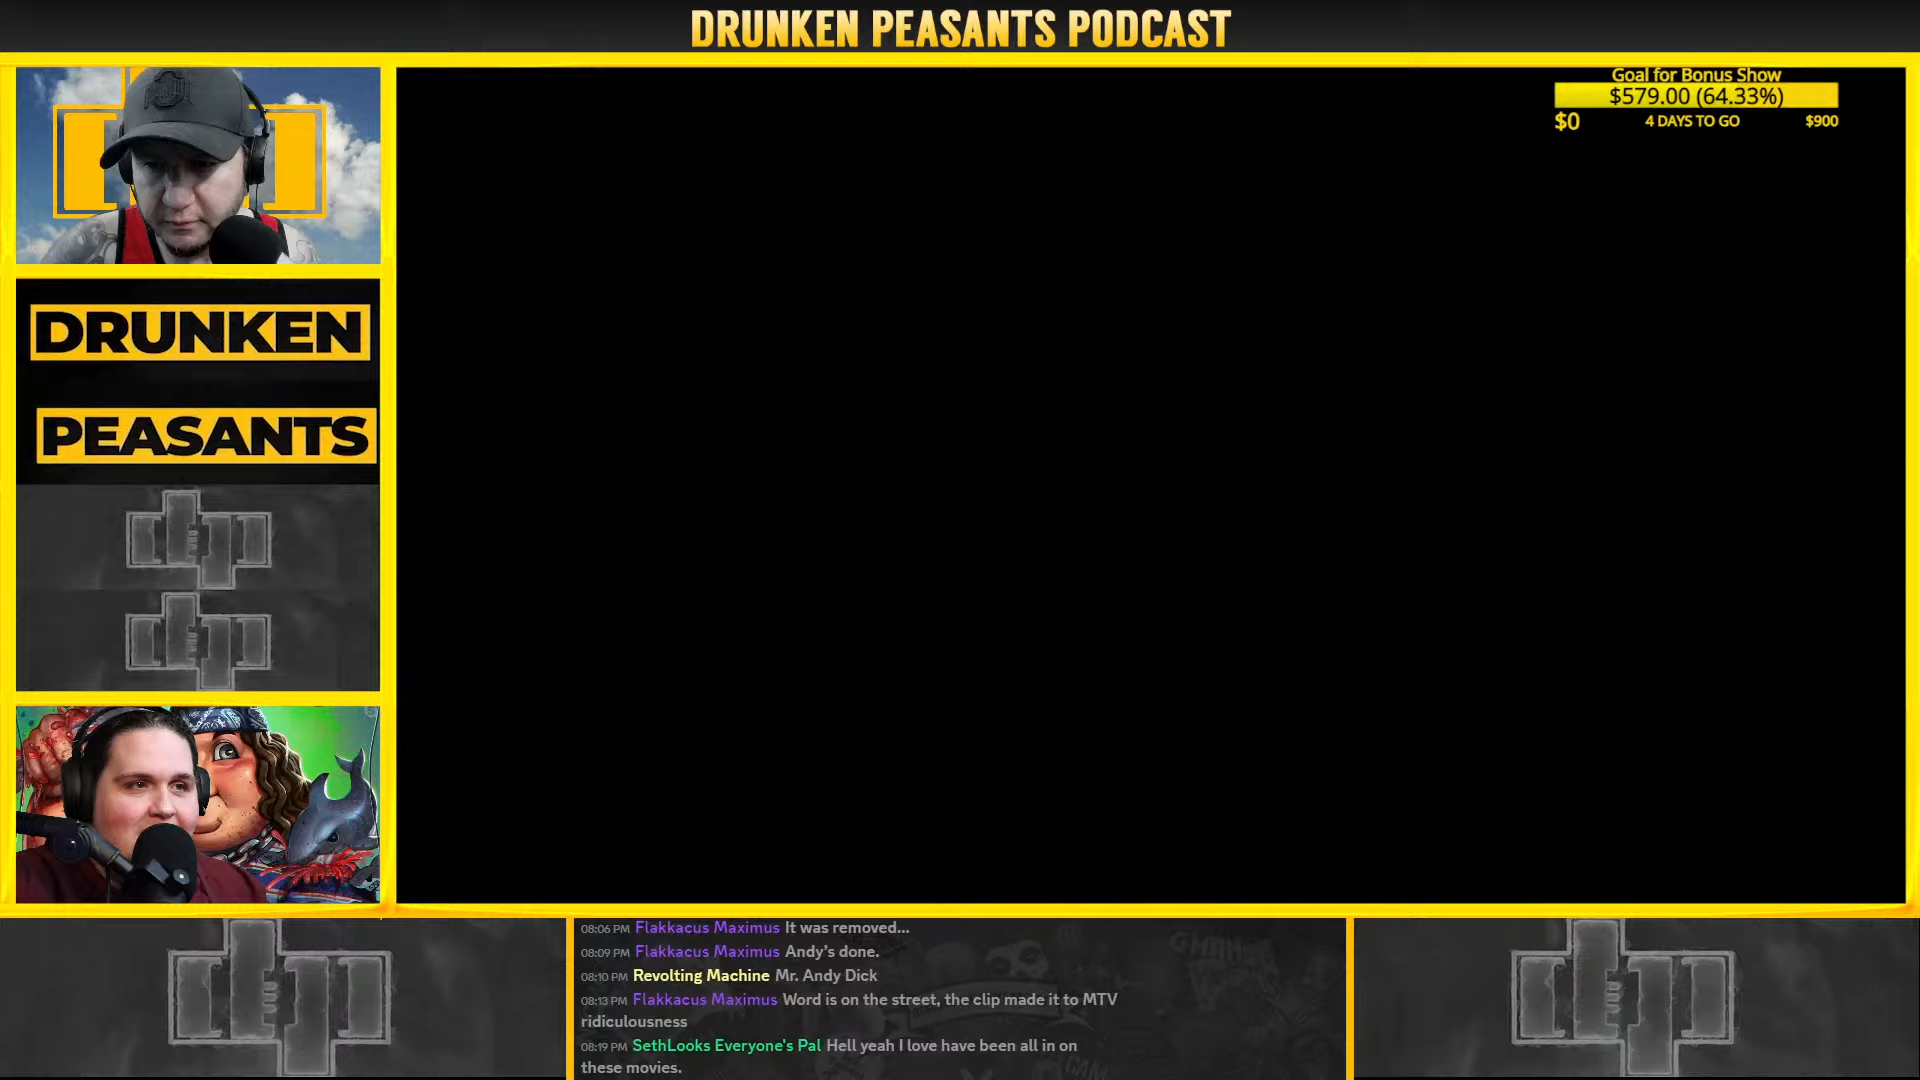 DRUNKEN PEASANTS PODCAST
Goal for Bonus Show
$579.00 (64.33%)
$0 4 DAYS TO GO $900
DRUNKEN
PEASANTS
08:06 PM Flakkacus Maximus It was removed...
08:09 PM Flakkacus Maximus Andy's done.
08:10 PM Revolting Machine Mr. Andy Dick
08:13 PM Flakkacus Maximus Word is on the street, the clip made it to MTV
ridiculousness
08:19 PM SethLooks Everyone's Pal Hell yeah I love have been all in on
these movies.